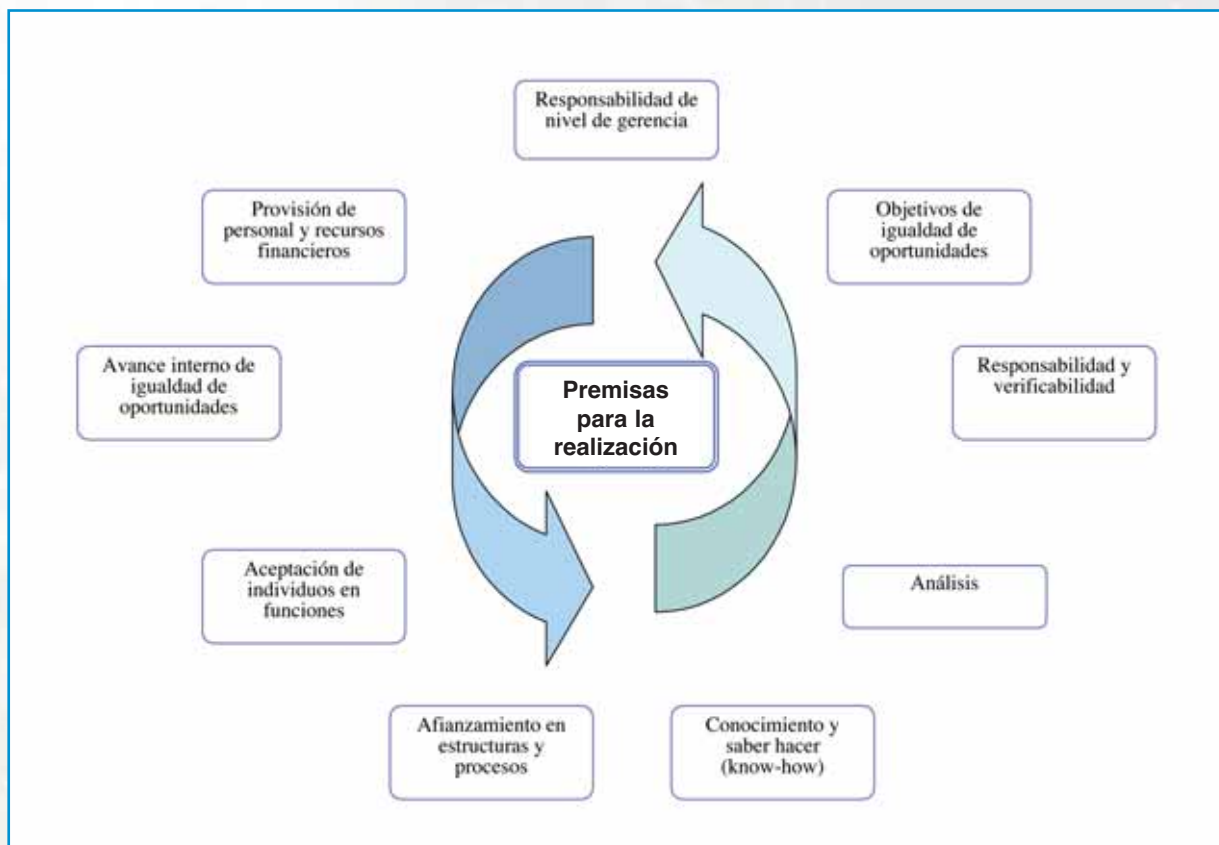 Responsabilidad de
nivel de gerencia
Provisión de
personal y recursos
financieros
Objetivos de
igualdad de
oportunidades
Avance interno de
igualdad de
oportunidades
Premisas
para la
realización
Responsabilidad y
verificabilidad
Aceptación de
individuos en
funciones
Análisis
Afianzamiento en
estructuras y
procesos
Conocimiento y
saber hacer
(know-how)